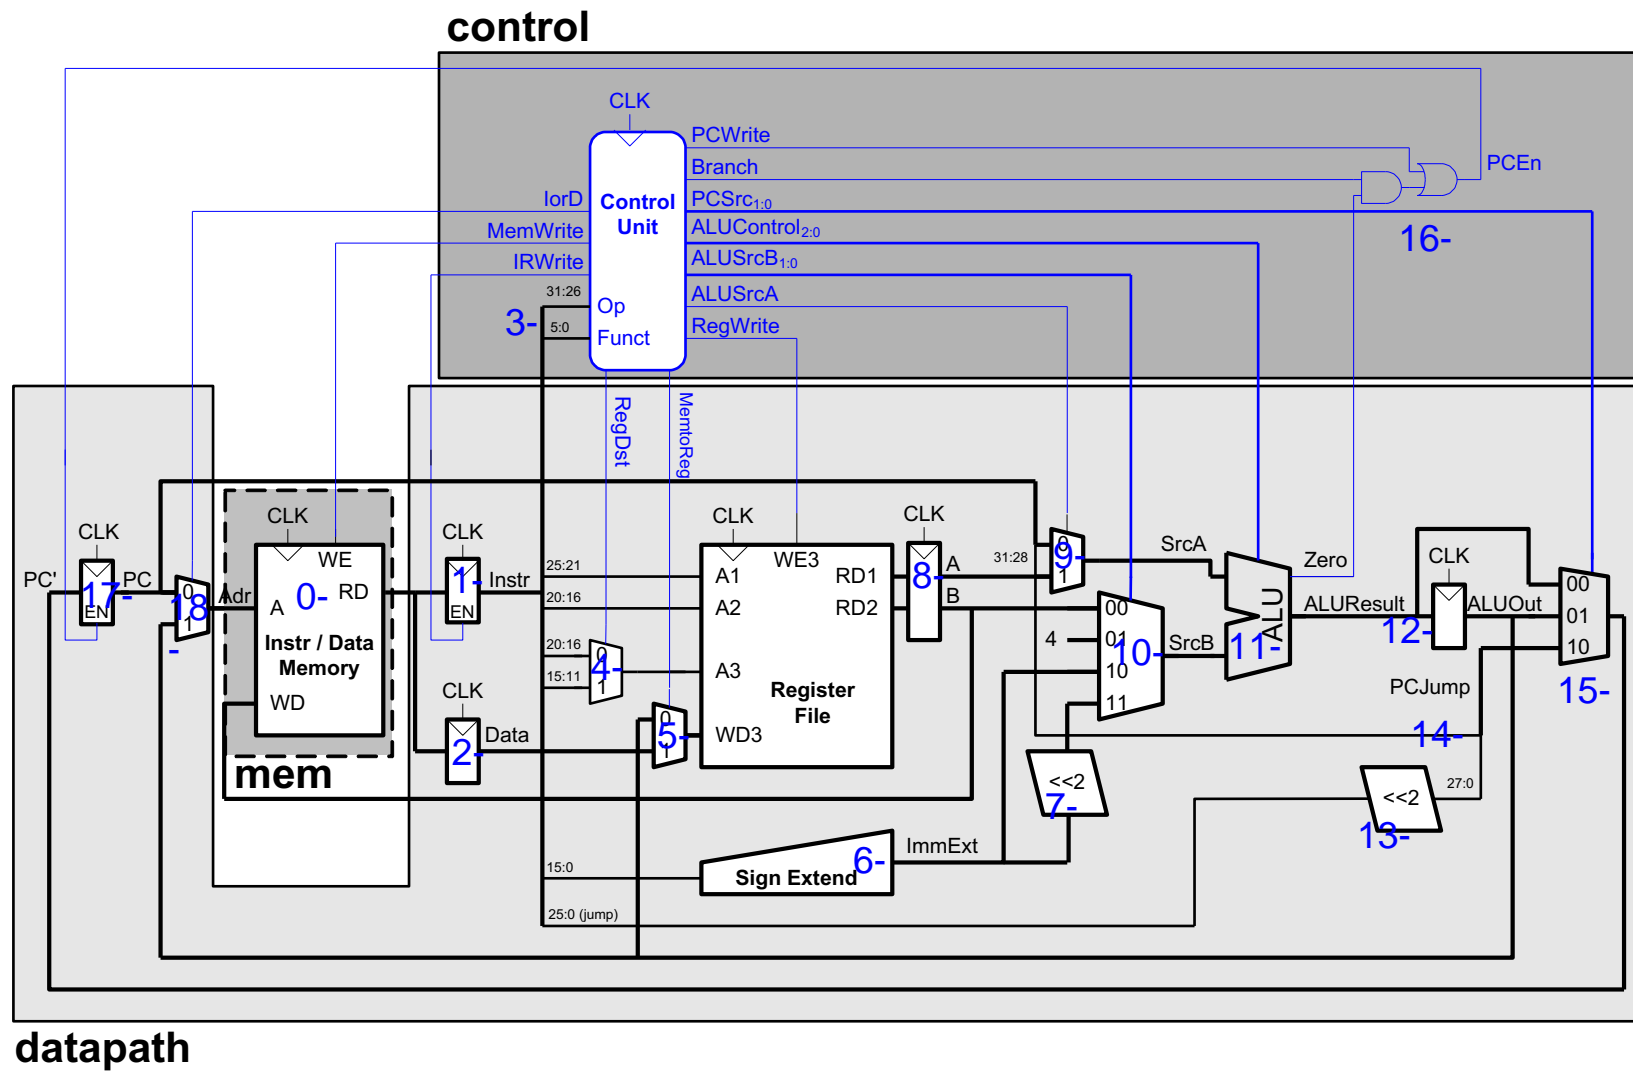 control
CLK
PCWrite
Branch
PCEn
IorD
Control
Unit
PCSrc1:0
MemWrite
ALUControl2:0
16-
IRWrite
ALUSrcB1:0
31:26
Op
ALUSrcA
3-
5:0
Funct
RegWrite
RegDst
MemtoReg
CLK
CLK
CLK
CLK
CLK
WE
WE3
PC'
17-
EN
PC
0
18
1
-
Adr
A
0-
RD
Instr / Data
Memory
WD
mem
1-
EN
Instr
CLK
2-
Data
25:21
20:16
20:16
15:11
0
4-
1
0
5-
1
A1
A2
A3
WD3
RD1
RD2
Register
File
8-
A
B
31:28
0
9-
1
SrcA
4
00
01
10-
10
11
SrcB
ALU
11-
Zero
ALUResult
CLK
12-
ALUOut
00
01
10
15-
PCJump
14-
<<2
7-
<<2
13-
27:0
15:0
Sign Extend
6-
ImmExt
25:0 (jump)
datapath